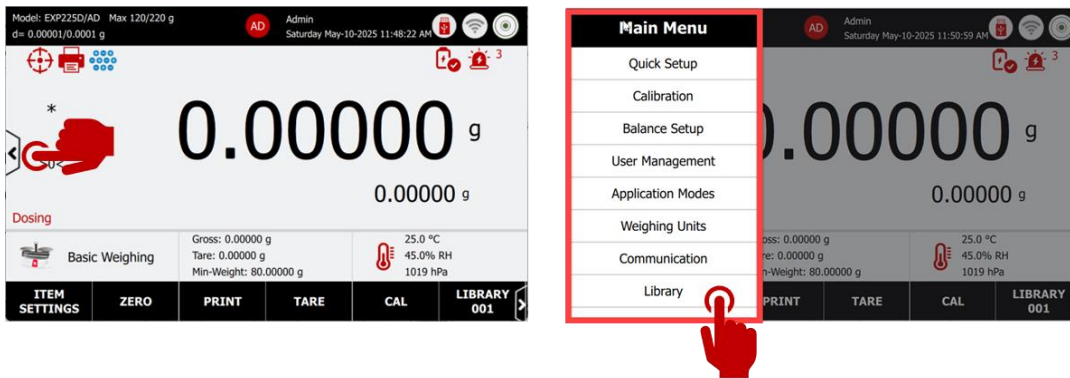 Model: EXP225D/AD Max 120/220 g
d= 0.00001/0.0001 g
AD
Admin
Saturday May-10-2025 11:48:22 AM
3
*
0.00000 g
>0<
0.00000 g
Dosing
Basic Weighing
Gross: 0.00000 g
Tare: 0.00000 g
Min-Weight: 80.00000 g
25.0 °C
45.0% RH
1019 hPa
ITEM SETTINGS
ZERO
PRINT
TARE
CAL
LIBRARY 001
Main Menu
Quick Setup
Calibration
Balance Setup
User Management
Application Modes
Weighing Units
Communication
Library
AD
Admin
Saturday May-10-2025 11:50:59 AM
3
0.00000 g
0.00000 g
oss: 0.00000 g
re: 0.00000 g
n-Weight: 80.00000 g
25.0 °C
45.0% RH
1019 hPa
PRINT
TARE
CAL
LIBRARY 001